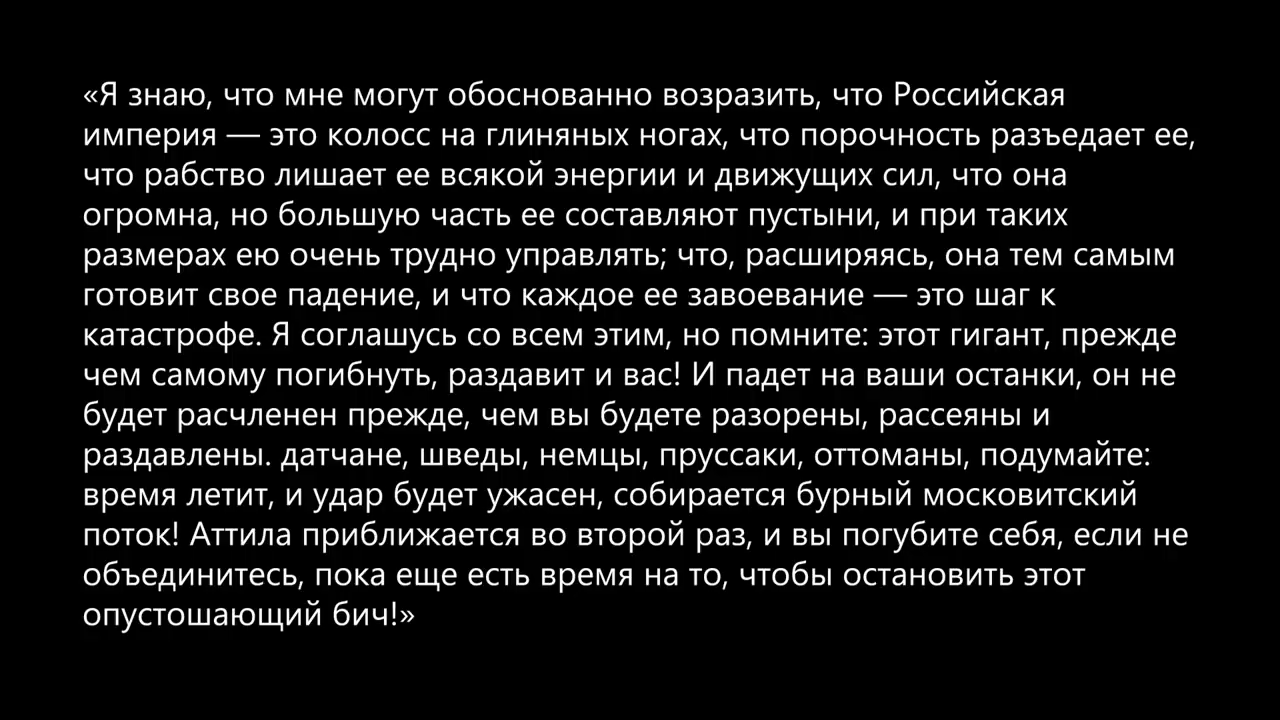 «Я знаю, что мне могут обоснованно возразить, что Российская
империя — это колосс на глиняных ногах, что порочность разъедает ее,
что рабство лишает ее всякой энергии и движущих сил, что она
огромна, но большую часть ее составляют пустыни, и при таких
размерах ею очень трудно управлять; что, расширяясь, она тем самым
готовит свое падение, и что каждое ее завоевание — это шаг к
катастрофе. Я соглашусь со всем этим, но помните: этот гигант, прежде
чем самому погибнуть, раздавит и вас! И падет на ваши останки, он не
будет расчленен прежде, чем вы будете разорены, рассеяны и
раздавлены. датчане, шведы, немцы, пруссаки, оттоманы, подумайте:
время летит, и удар будет ужасен, собирается бурный московитский
поток! Аттила приближается во второй раз, и вы погубите себя, если не
объединитесь, пока еще есть время на то, чтобы остановить этот
опустошающий бич!»